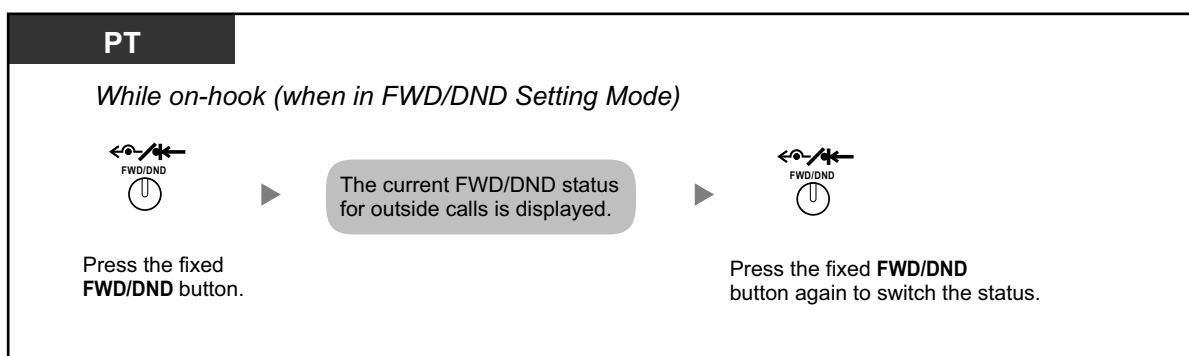 PT
While on-hook (when in FWD/DND Setting Mode)
FWD/DND
The current FWD/DND status
for outside calls is displayed.
FWD/DND
Press the fixed
FWD/DND button.
Press the fixed FWD/DND
button again to switch the status.